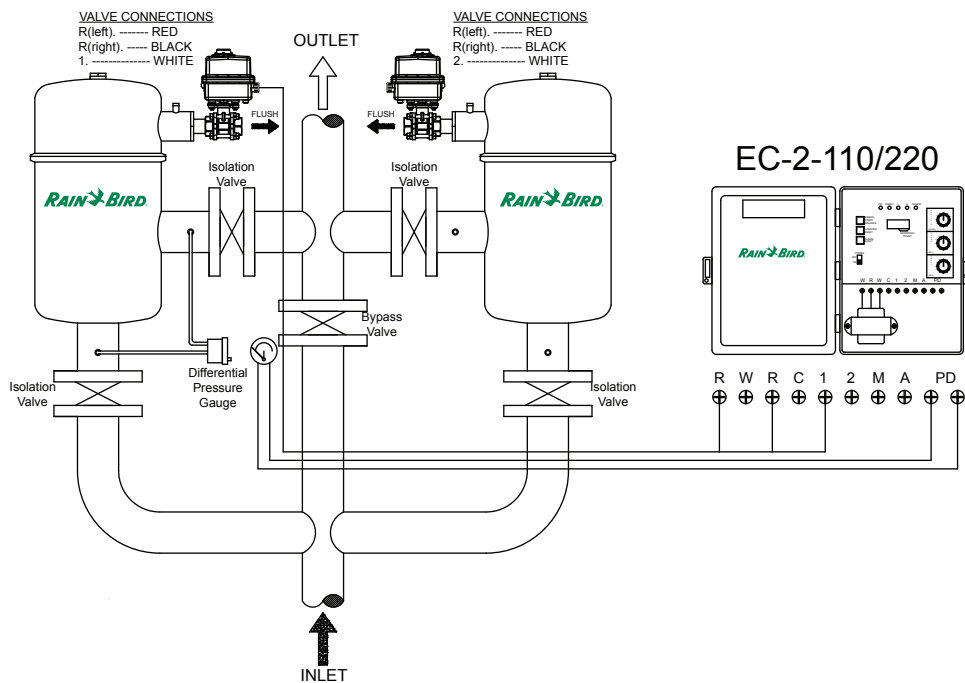 VALVE CONNECTIONS
R(left). ------- RED
R(right). ----- BLACK
1. -------------- WHITE
VALVE CONNECTIONS
R(left). ------- RED
R(right). ----- BLACK
2. -------------- WHITE
OUTLET
FLUSH
FLUSH
Isolation
Valve
Isolation
Valve
RAIN BIRD
RAIN BIRD
EC-2-110/220
RAIN BIRD
W R W C 1 2 M A PD
Bypass
Valve
Differential
Pressure
Gauge
Isolation
Valve
Isolation
Valve
R W R C 1 2 M A PD
INLET